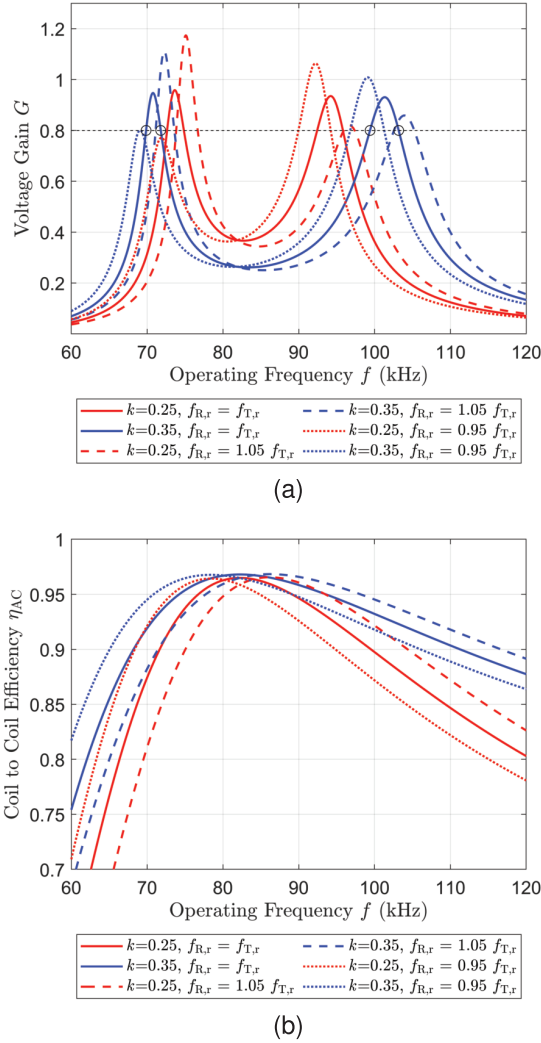 1.2
1
0.8
0.6
0.4
0.2
Voltage Gain G
60 70 80 90 100 110 120
Operating Frequency f (kHz)
k=0.25, fR,r = fT,r
k=0.35, fR,r = fT,r
k=0.25, fR,r = 1.05 fT,r
k=0.35, fR,r = 1.05 fT,r
k=0.25, fR,r = 0.95 fT,r
k=0.35, fR,r = 0.95 fT,r
(a)
1
0.95
0.9
0.85
0.8
0.75
0.7
Coil to Coil Efficiency ηAC
60 70 80 90 100 110 120
Operating Frequency f (kHz)
k=0.25, fR,r = fT,r
k=0.35, fR,r = fT,r
k=0.25, fR,r = 1.05 fT,r
k=0.35, fR,r = 1.05 fT,r
k=0.25, fR,r = 0.95 fT,r
k=0.35, fR,r = 0.95 fT,r
(b)